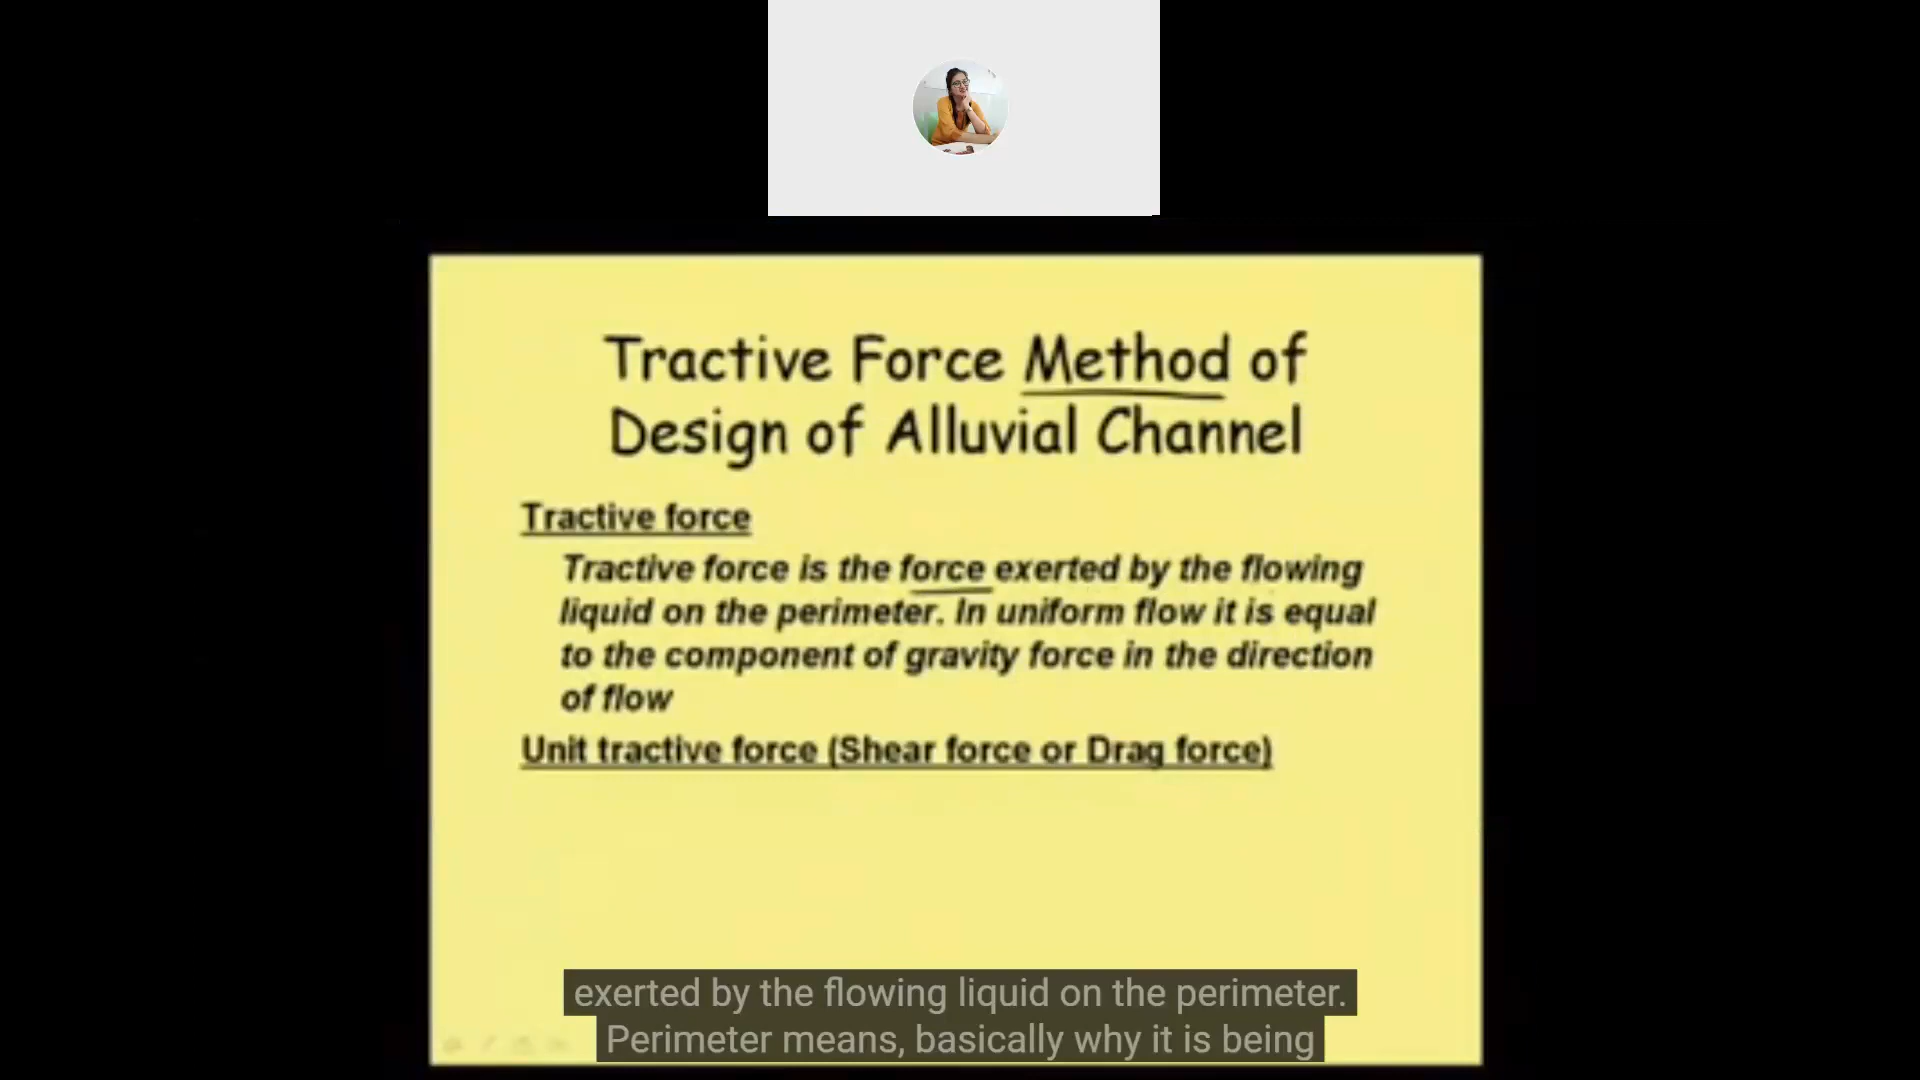 Tractive Force Method of
Design of Alluvial Channel
Tractive force
Tractive force is the force exerted by the flowing
liquid on the perimeter. In uniform flow it is equal
to the component of gravity force in the direction
of flow
Unit tractive force (Shear force or Drag force)
exerted by the flowing liquid on the perimeter.
Perimeter means, basically why it is being